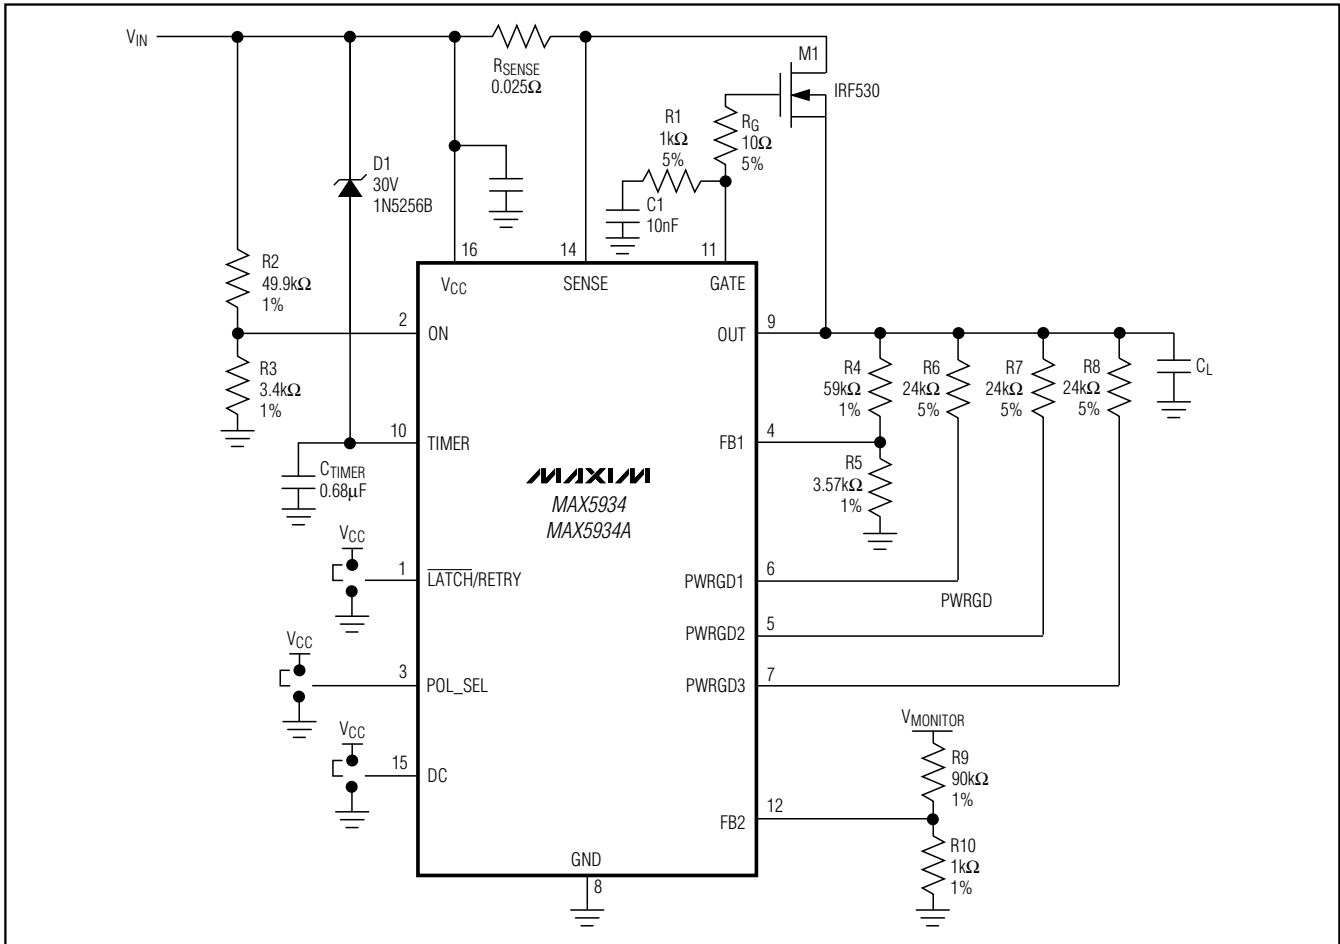 VIN
RSENSE
0.025Ω
M1
IRF530
R1
1kΩ
5%
RG
10Ω
5%
D1
30V
1N5256B
C1
10nF
16
14
11
VCC
SENSE
GATE
R2
49.9kΩ
1%
2
ON
OUT
9
R3
3.4kΩ
1%
R4
59kΩ
1%
R6
24kΩ
5%
R7
24kΩ
5%
R8
24kΩ
5%
CL
10
TIMER
FB1
4
CTIMER
0.68µF
R5
3.57kΩ
1%
MAXIM
MAX5934
MAX5934A
VCC
1
LATCH/RETRY
PWRGD1
6
PWRGD
PWRGD2
5
VCC
3
POL_SEL
PWRGD3
7
VCC
15
DC
VMONITOR
R9
90kΩ
1%
FB2
12
R10
1kΩ
1%
GND
8